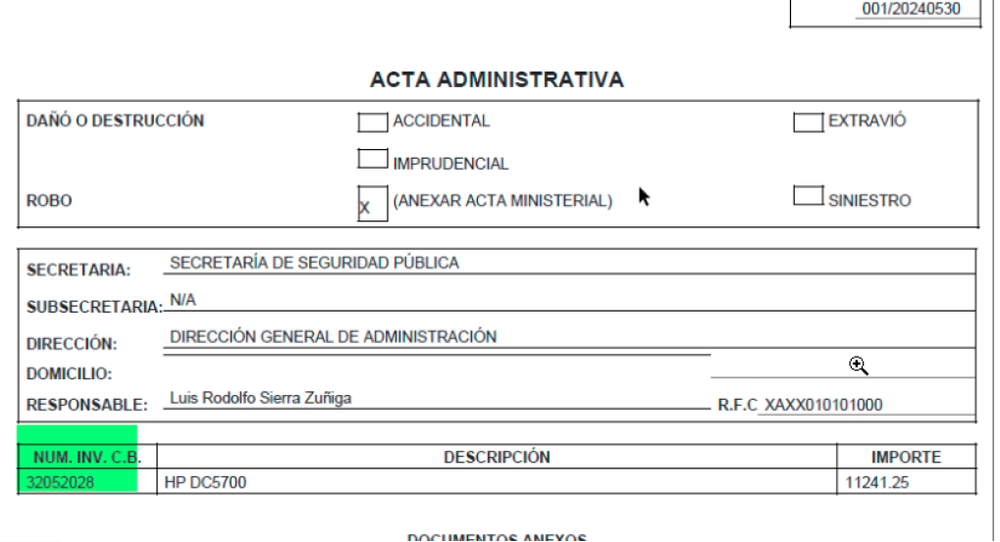 001/20240530
ACTA ADMINISTRATIVA
DAÑÓ O DESTRUCCIÓN ACCIDENTAL EXTRAVIÓ
IMPRUDENCIAL
ROBO X (ANEXAR ACTA MINISTERIAL) SINIESTRO
SECRETARIA: SECRETARÍA DE SEGURIDAD PÚBLICA
SUBSECRETARIA: N/A
DIRECCIÓN: DIRECCIÓN GENERAL DE ADMINISTRACIÓN
DOMICILIO:
RESPONSABLE: Luis Rodolfo Sierra Zuñiga R.F.C XAXX010101000
NUM. INV. C.B. DESCRIPCIÓN IMPORTE
32052028 HP DC5700 11241.25
DOCUMENTOS ANEXOS